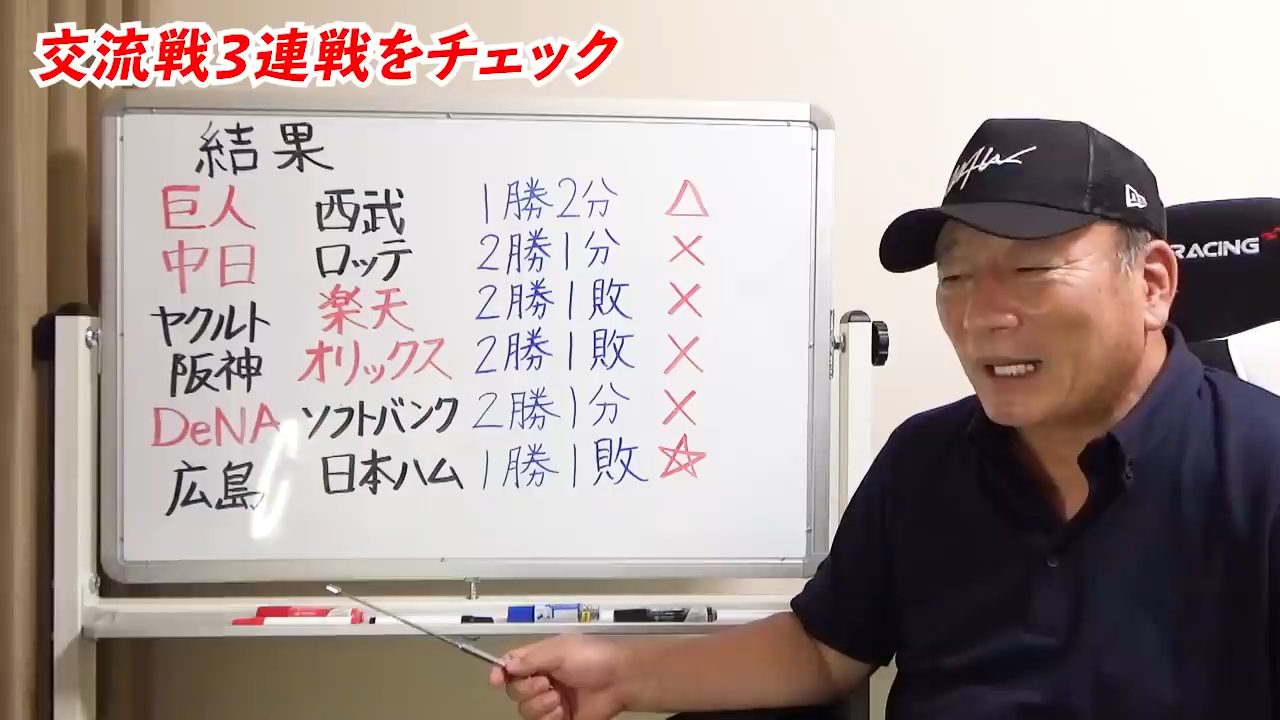 交流戦3連戦をチェック
結果
巨人 西武 1勝2分 △
中日 ロッテ 2勝1分 ×
ヤクルト 楽天 2勝1敗 ×
阪神 オリックス 2勝1敗 ×
DeNA ソフトバンク 2勝1分 ×
広島 日本ハム 1勝1敗 ☆
RACING